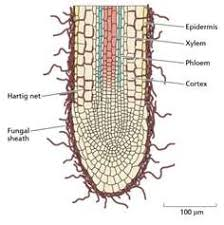 Epidermis
Xylem
Phloem
Cortex
Hartig net
Fungal
sheath
100 µm